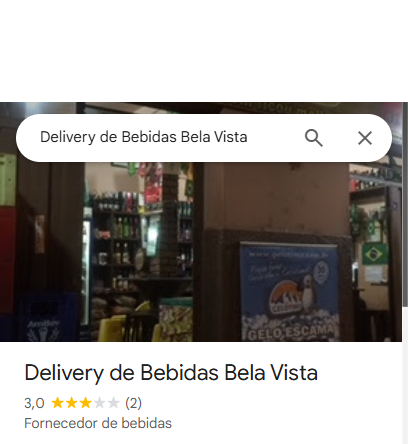 Delivery de Bebidas Bela Vista
GELO ESCAMA
Delivery de Bebidas Bela Vista
3,0 (2)
Fornecedor de bebidas